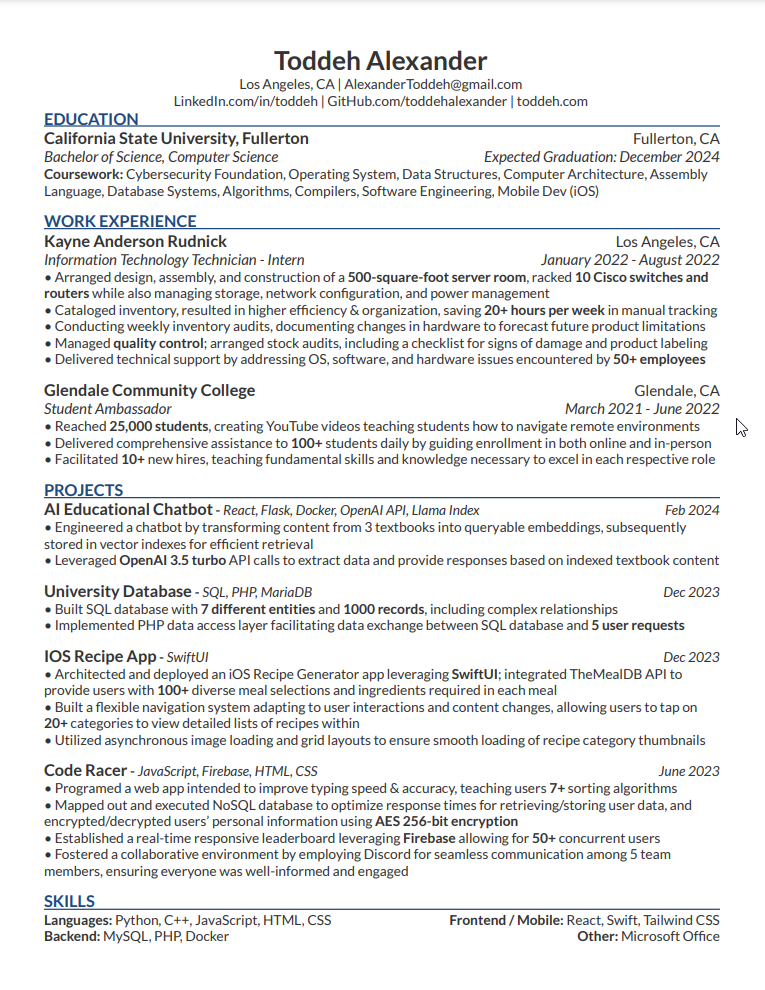 Toddeh Alexander
Los Angeles, CA | AlexanderToddeh@gmail.com
LinkedIn.com/in/toddeh | GitHub.com/toddehalexander | toddeh.com
EDUCATION
California State University, Fullerton Fullerton, CA
Bachelor of Science, Computer Science Expected Graduation: December 2024
Coursework: Cybersecurity Foundation, Operating System, Data Structures, Computer Architecture, Assembly
Language, Database Systems, Algorithms, Compilers, Software Engineering, Mobile Dev (iOS)
WORK EXPERIENCE
Kayne Anderson Rudnick Los Angeles, CA
Information Technology Technician - Intern January 2022 - August 2022
• Arranged design, assembly, and construction of a 500-square-foot server room, racked 10 Cisco switches and
routers while also managing storage, network configuration, and power management
• Cataloged inventory, resulted in higher efficiency & organization, saving 20+ hours per week in manual tracking
• Conducting weekly inventory audits, documenting changes in hardware to forecast future product limitations
• Managed quality control; arranged stock audits, including a checklist for signs of damage and product labeling
• Delivered technical support by addressing OS, software, and hardware issues encountered by 50+ employees
Glendale Community College Glendale, CA
Student Ambassador March 2021 - June 2022
• Reached 25,000 students, creating YouTube videos teaching students how to navigate remote environments
• Delivered comprehensive assistance to 100+ students daily by guiding enrollment in both online and in-person
• Facilitated 10+ new hires, teaching fundamental skills and knowledge necessary to excel in each respective role
PROJECTS
AI Educational Chatbot - React, Flask, Docker, OpenAI API, Llama Index Feb 2024
• Engineered a chatbot by transforming content from 3 textbooks into queryable embeddings, subsequently
stored in vector indexes for efficient retrieval
• Leveraged OpenAI 3.5 turbo API calls to extract data and provide responses based on indexed textbook content
University Database - SQL, PHP, MariaDB Dec 2023
• Built SQL database with 7 different entities and 1000 records, including complex relationships
• Implemented PHP data access layer facilitating data exchange between SQL database and 5 user requests
IOS Recipe App - SwiftUI Dec 2023
• Architected and deployed an iOS Recipe Generator app leveraging SwiftUI; integrated TheMealDB API to
provide users with 100+ diverse meal selections and ingredients required in each meal
• Built a flexible navigation system adapting to user interactions and content changes, allowing users to tap on
20+ categories to view detailed lists of recipes within
• Utilized asynchronous image loading and grid layouts to ensure smooth loading of recipe category thumbnails
Code Racer - JavaScript, Firebase, HTML, CSS June 2023
• Programed a web app intended to improve typing speed & accuracy, teaching users 7+ sorting algorithms
• Mapped out and executed NoSQL database to optimize response times for retrieving/storing user data, and
encrypted/decrypted users' personal information using AES 256-bit encryption
• Established a real-time responsive leaderboard leveraging Firebase allowing for 50+ concurrent users
• Fostered a collaborative environment by employing Discord for seamless communication among 5 team
members, ensuring everyone was well-informed and engaged
SKILLS
Languages: Python, C++, JavaScript, HTML, CSS Frontend / Mobile: React, Swift, Tailwind CSS
Backend: MySQL, PHP, Docker Other: Microsoft Office